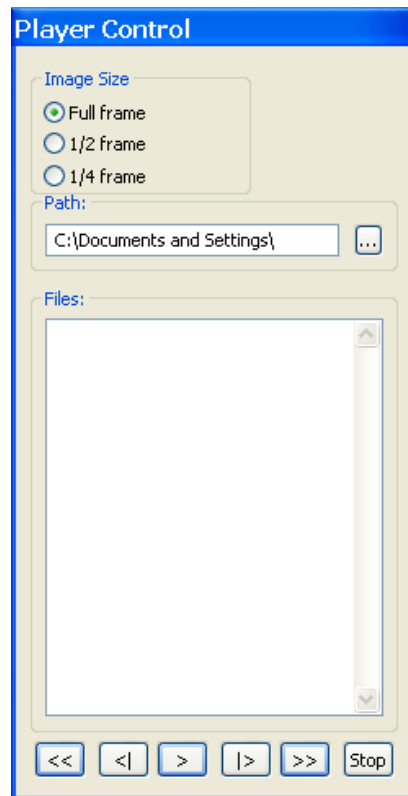 Player Control
Image Size
Full frame
1/2 frame
1/4 frame
Path:
C:\Documents and Settings\ ...
Files:
<< <| > |> >> Stop